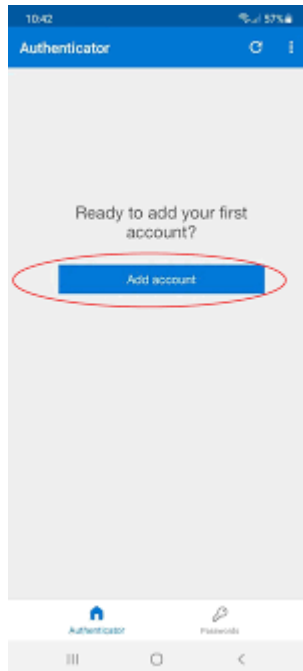 10:42 57%
Authenticator
Ready to add your first
account?
Add account
Authenticator Passwords